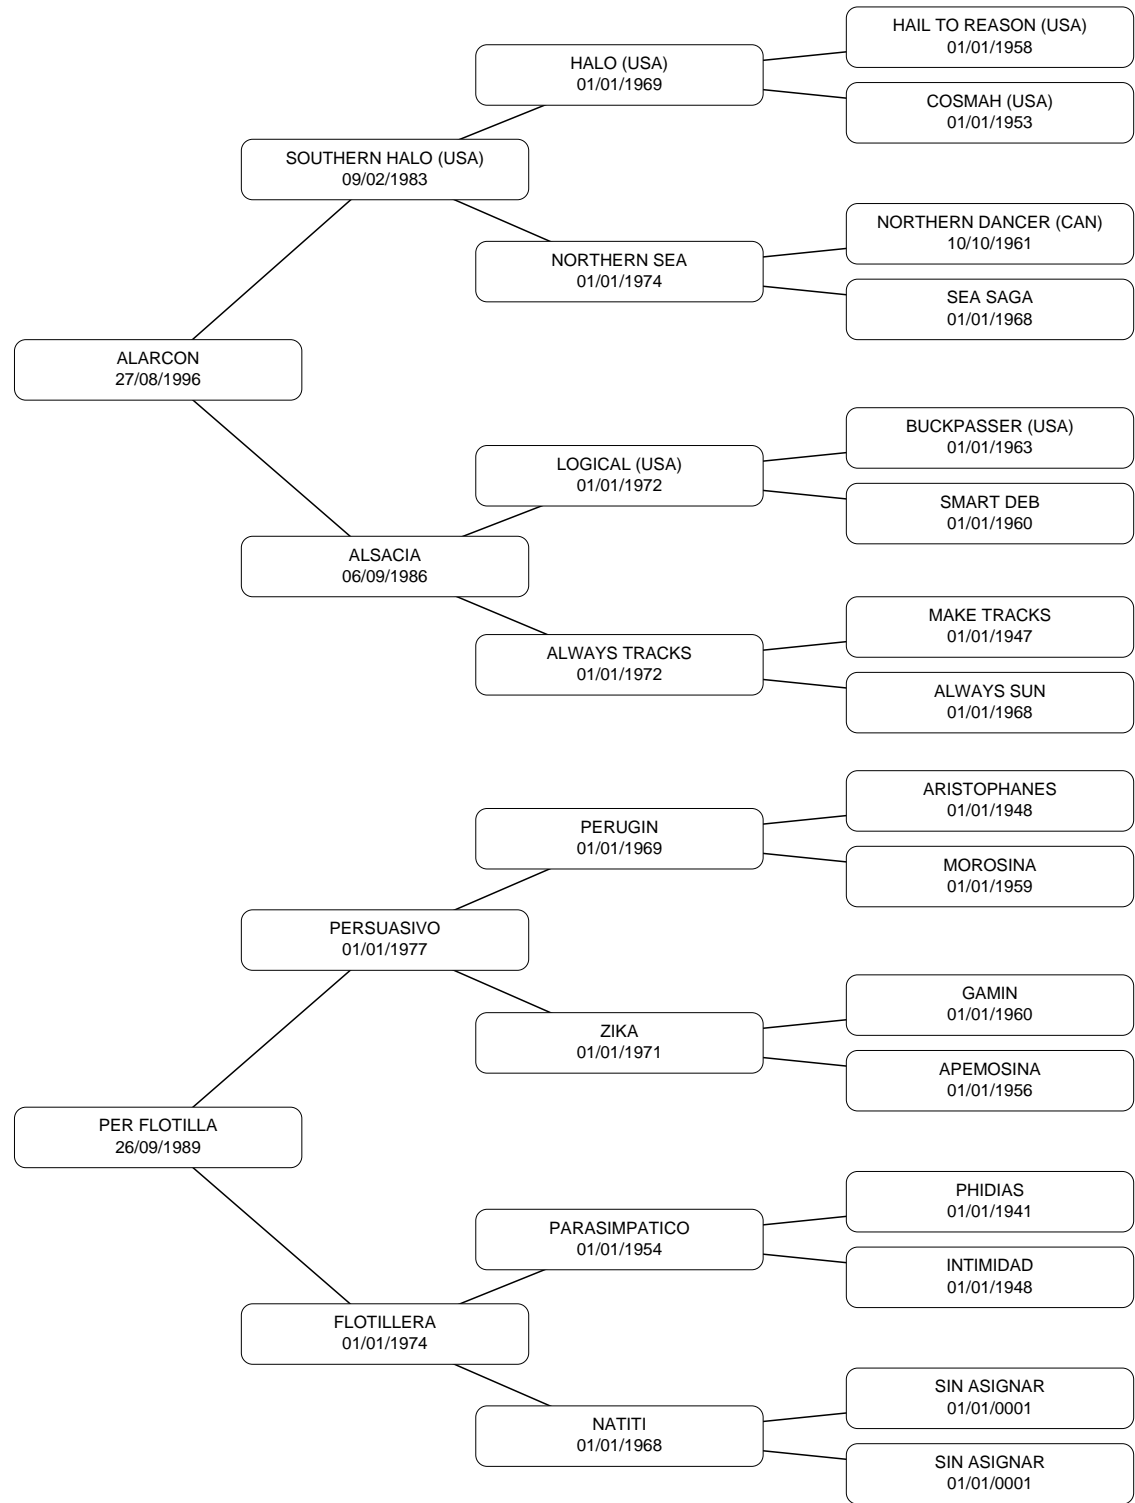 HAIL TO REASON (USA)
01/01/1958
HALO (USA)
01/01/1969
COSMAH (USA)
01/01/1953
SOUTHERN HALO (USA)
09/02/1983
NORTHERN DANCER (CAN)
10/10/1961
NORTHERN SEA
01/01/1974
SEA SAGA
01/01/1968
ALARCON
27/08/1996
BUCKPASSER (USA)
01/01/1963
LOGICAL (USA)
01/01/1972
SMART DEB
01/01/1960
ALSACIA
06/09/1986
MAKE TRACKS
01/01/1947
ALWAYS TRACKS
01/01/1972
ALWAYS SUN
01/01/1968
ARISTOPHANES
01/01/1948
PERUGIN
01/01/1969
MOROSINA
01/01/1959
PERSUASIVO
01/01/1977
GAMIN
01/01/1960
ZIKA
01/01/1971
APEMOSINA
01/01/1956
PER FLOTILLA
26/09/1989
PHIDIAS
01/01/1941
PARASIMPATICO
01/01/1954
INTIMIDAD
01/01/1948
FLOTILLERA
01/01/1974
SIN ASIGNAR
01/01/0001
NATITI
01/01/1968
SIN ASIGNAR
01/01/0001